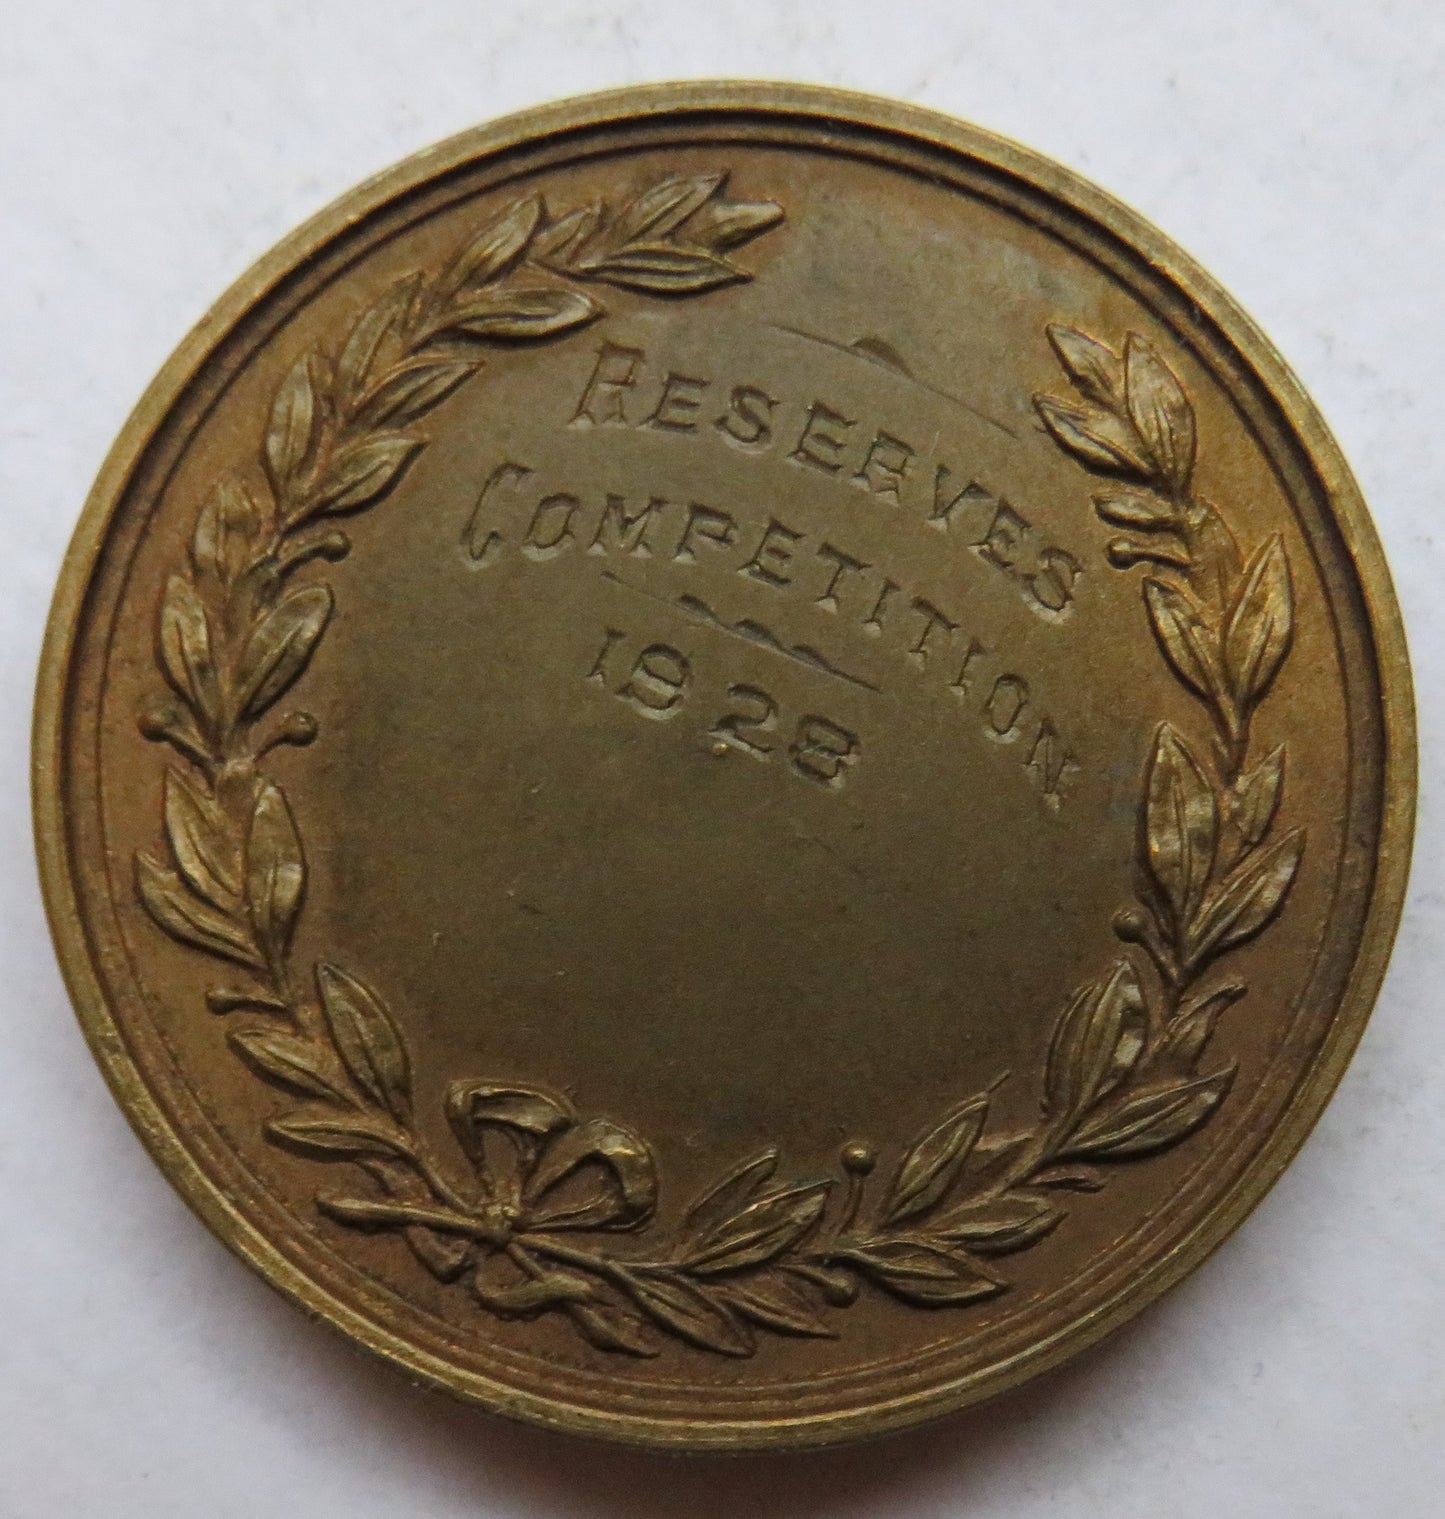 RESERVES
COMPETITION
1928